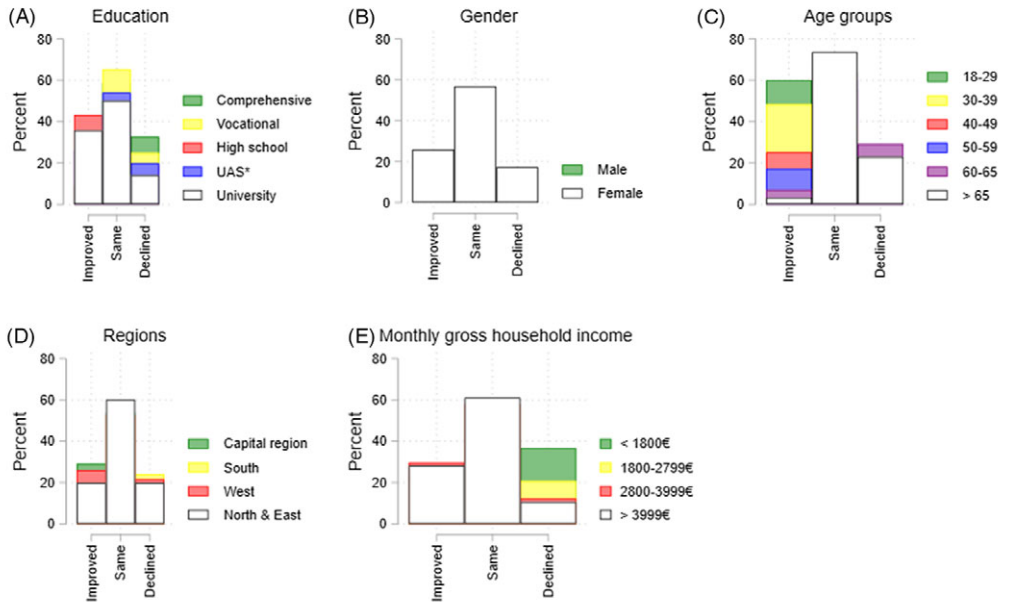 (A) Education
Percent
80
60
40
20
0
Improved
Same
Declined
Comprehensive
Vocational
High school
UAS*
University
(B) Gender
Percent
80
60
40
20
0
Improved
Same
Declined
Male
Female
(C) Age groups
Percent
80
60
40
20
0
Improved
Same
Declined
18-29
30-39
40-49
50-59
60-65
> 65
(D) Regions
Percent
80
60
40
20
0
Improved
Same
Declined
Capital region
South
West
North & East
(E) Monthly gross household income
Percent
80
60
40
20
0
Improved
Same
Declined
< 1800€
1800-2799€
2800-3999€
> 3999€